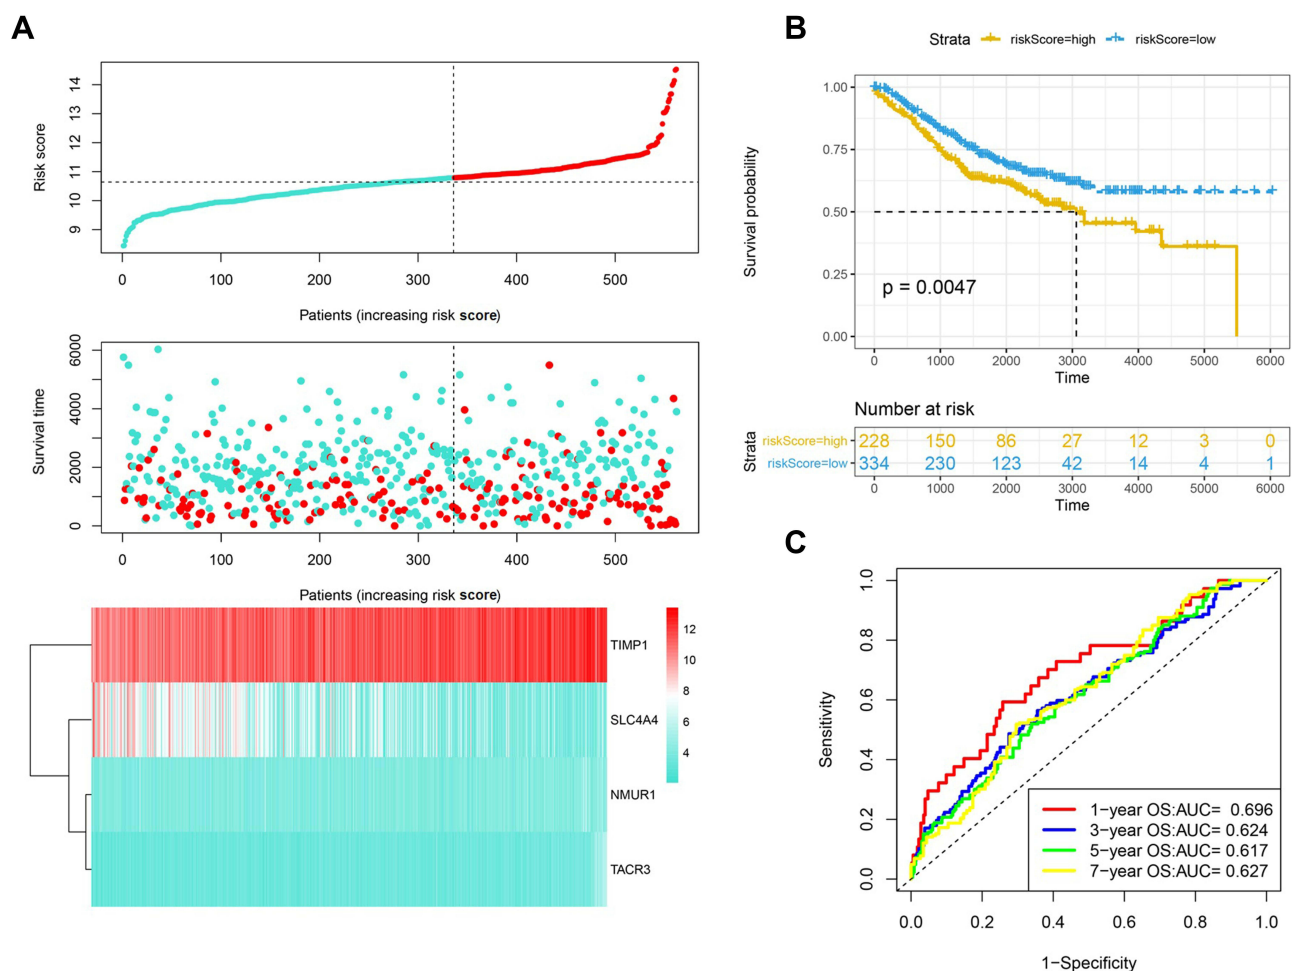 A
Risk score
14
13
12
11
10
9
0 100 200 300 400 500
Patients (increasing risk score)
Survival time
6000
4000
2000
0
0 100 200 300 400 500
Patients (increasing risk score)
TIMP1
SLC4A4
NMUR1
TACR3
12
10
8
6
4
B
Strata riskScore=high riskScore=low
Survival probability
1.00
0.75
0.50
0.25
0.00
p = 0.0047
0 1000 2000 3000 4000 5000 6000
Time
Number at risk
Strata
riskScore=high 228 150 86 27 12 3 0
riskScore=low 334 230 123 42 14 4 1
0 1000 2000 3000 4000 5000 6000
Time
C
Sensitivity
1.0
0.8
0.6
0.4
0.2
0.0
1−year OS:AUC= 0.696
3−year OS:AUC= 0.624
5−year OS:AUC= 0.617
7−year OS:AUC= 0.627
0.0 0.2 0.4 0.6 0.8 1.0
1−Specificity